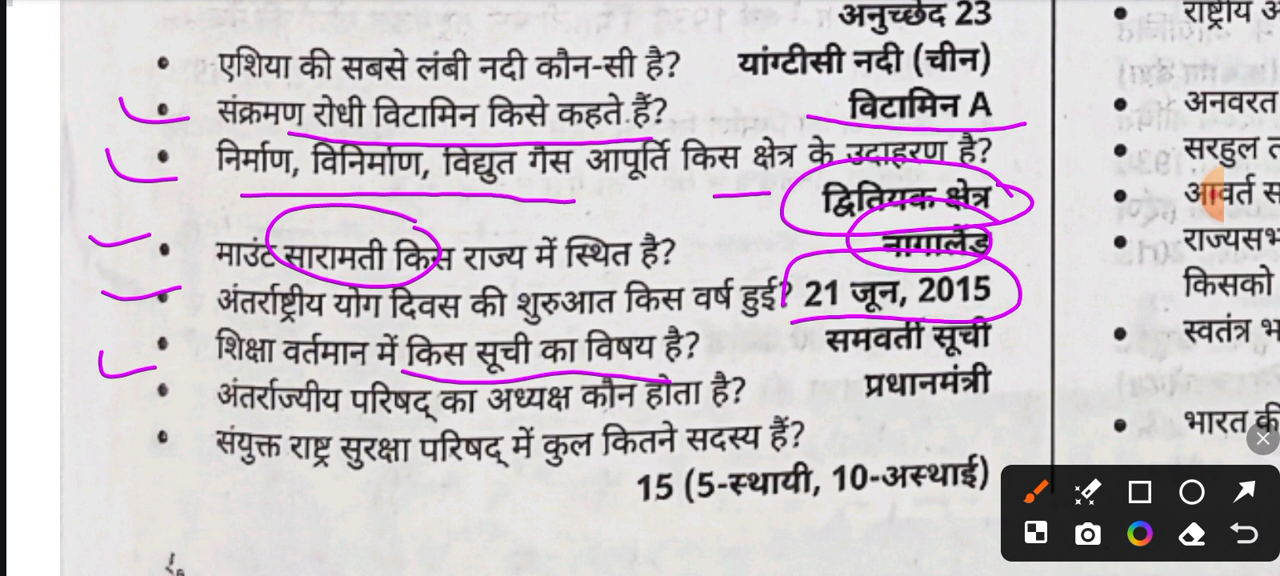 अनुच्छेद 23
• एशिया की सबसे लंबी नदी कौन-सी है? यांग्टीसी नदी (चीन)
• संक्रमण रोधी विटामिन किसे कहते हैं? विटामिन A
• निर्माण, विनिर्माण, विद्युत गैस आपूर्ति किस क्षेत्र के उदाहरण है?
द्वितियक क्षेत्र
• माउंट सारामती किस राज्य में स्थित है? नागालैंड
• अंतर्राष्ट्रीय योग दिवस की शुरुआत किस वर्ष हुई? 21 जून, 2015
• शिक्षा वर्तमान में किस सूची का विषय है? समवर्ती सूची
• अंतर्राज्यीय परिषद् का अध्यक्ष कौन होता है? प्रधानमंत्री
• संयुक्त राष्ट्र सुरक्षा परिषद् में कुल कितने सदस्य हैं?
15 (5-स्थायी, 10-अस्थाई)
• राष्ट्रीय
• अनवरत
• सरहुल
• आवर्त
• राज्यसभ
किसको
• स्वतंत्र
• भारत की